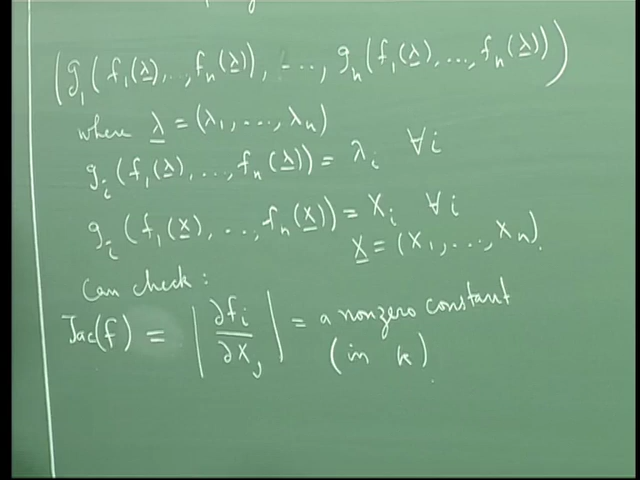 (g₁(f₁(λ̲),..,fₙ(λ̲)), ---, gₙ(f₁(λ̲),...,fₙ(λ̲)))
where λ̲ = (λ₁,...,λₙ)
gᵢ(f₁(λ̲),...,fₙ(λ̲)) = λᵢ ∀i
gᵢ(f₁(X̲),...,fₙ(X̲)) = Xᵢ ∀i
X̲ = (X₁,...,Xₙ).
Can check:
Jac(f) = |∂fᵢ/∂Xⱼ| = a nonzero constant
(in k).